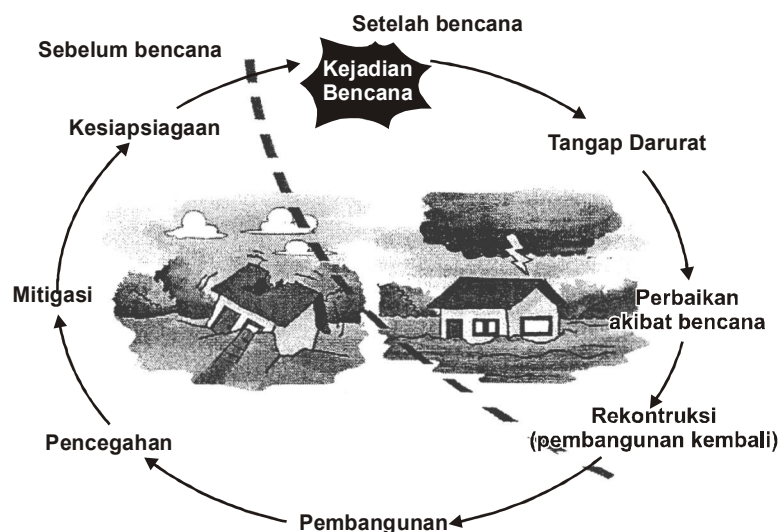 Setelah bencana
Sebelum bencana
Kejadian
Bencana
Kesiapsiagaan
Tangap Darurat
Mitigasi
Perbaikan
akibat bencana
Rekontruksi
(pembangunan kembali)
Pencegahan
Pembangunan